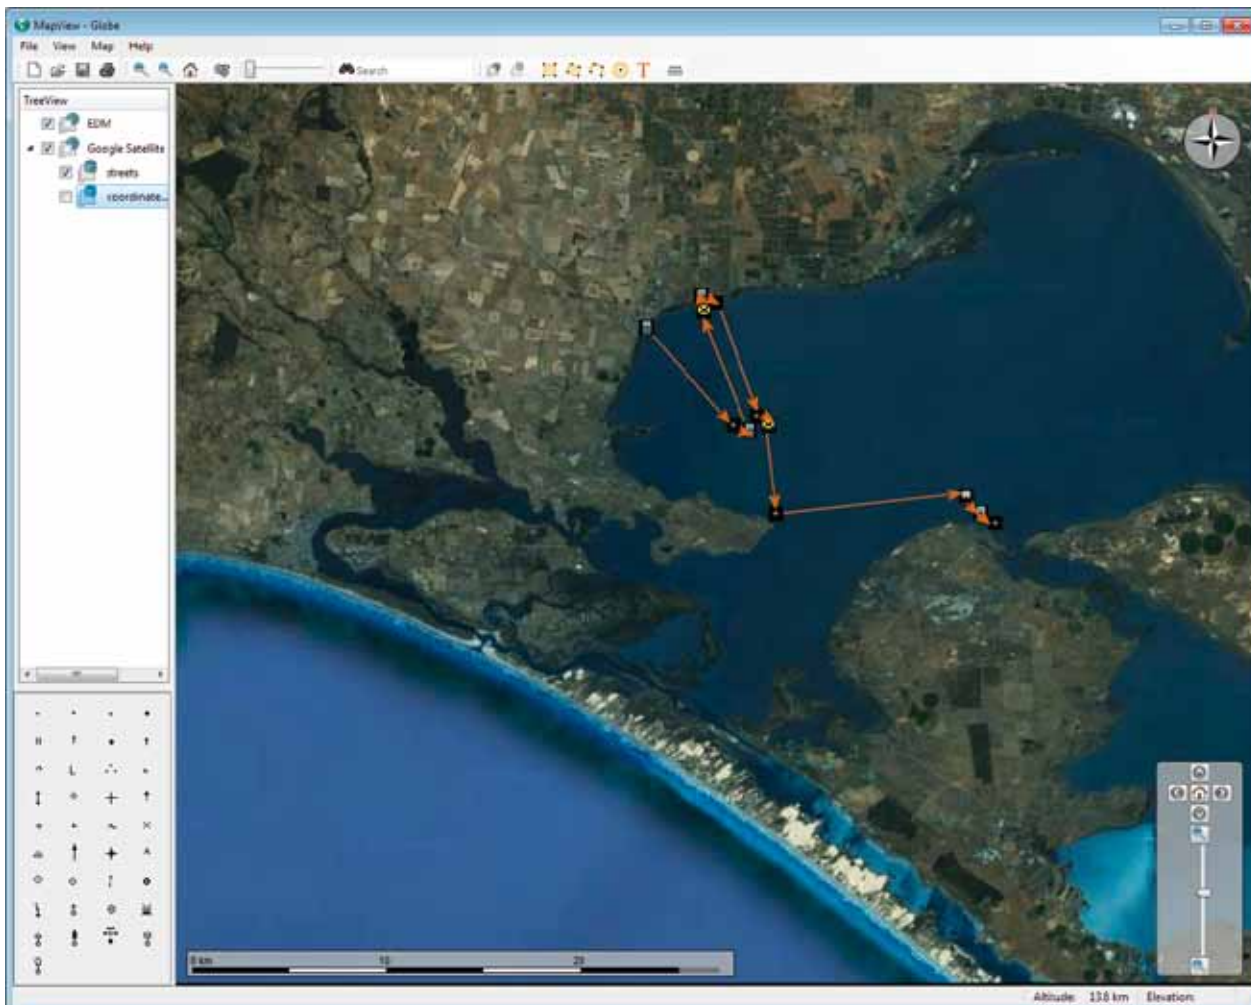 MapView - Globe
File View Map Help
Search
T
TreeView
EDM
Google Satellite
streets
coordinate...
0 km 10 20
Altitude: 13.8 km Elevation: